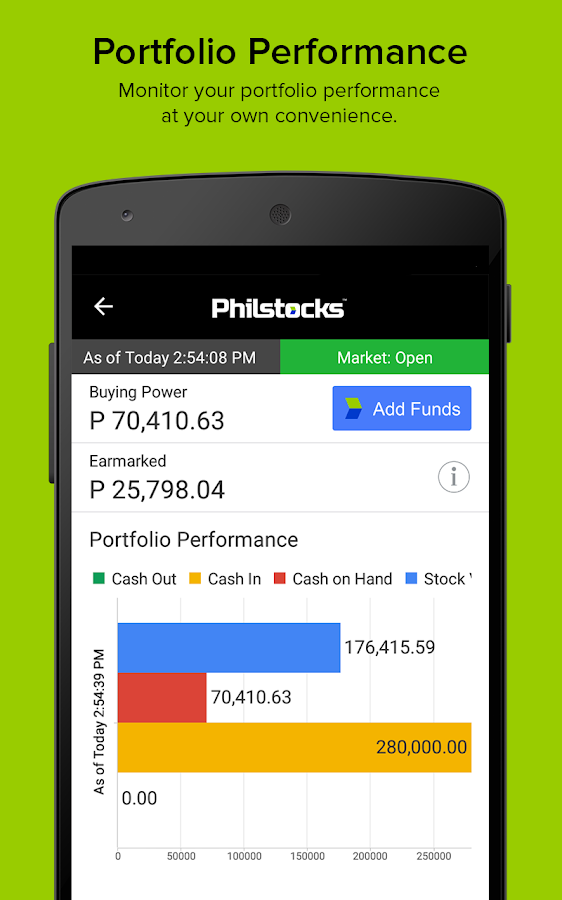 Portfolio Performance
Monitor your portfolio performance
at your own convenience.
Philstocks™
As of Today 2:54:08 PM
Market: Open
Buying Power
P 70,410.63
Add Funds
Earmarked
P 25,798.04
i
Portfolio Performance
Cash Out Cash In Cash on Hand Stock
As of Today 2:54:39 PM
176,415.59
70,410.63
280,000.00
0.00
0 50000 100000 150000 200000 250000